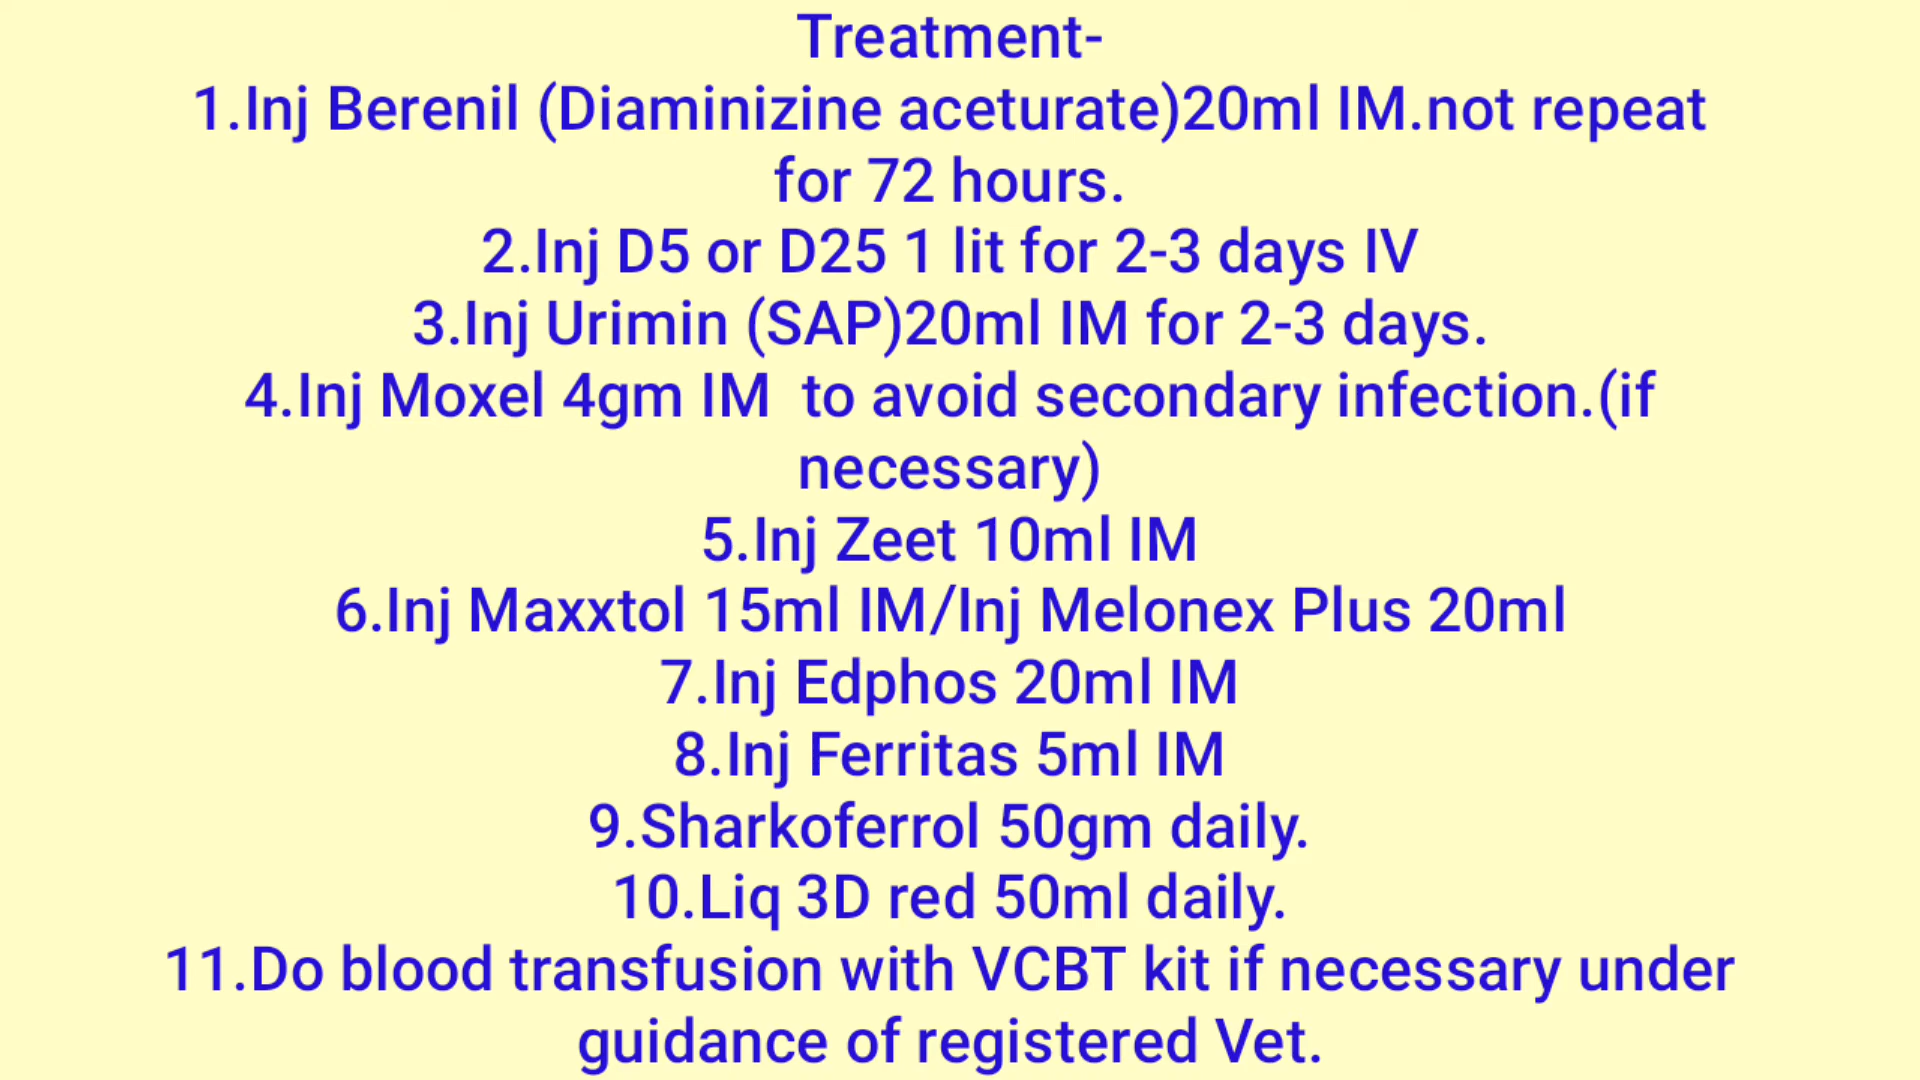 Treatment-
1.Inj Berenil (Diaminizine aceturate)20ml IM.not repeat
for 72 hours.
2.Inj D5 or D25 1 lit for 2-3 days IV
3.Inj Urimin (SAP)20ml IM for 2-3 days.
4.Inj Moxel 4gm IM  to avoid secondary infection.(if
necessary)
5.Inj Zeet 10ml IM
6.Inj Maxxtol 15ml IM/Inj Melonex Plus 20ml
7.Inj Edphos 20ml IM
8.Inj Ferritas 5ml IM
9.Sharkoferrol 50gm daily.
10.Liq 3D red 50ml daily.
11.Do blood transfusion with VCBT kit if necessary under
guidance of registered Vet.